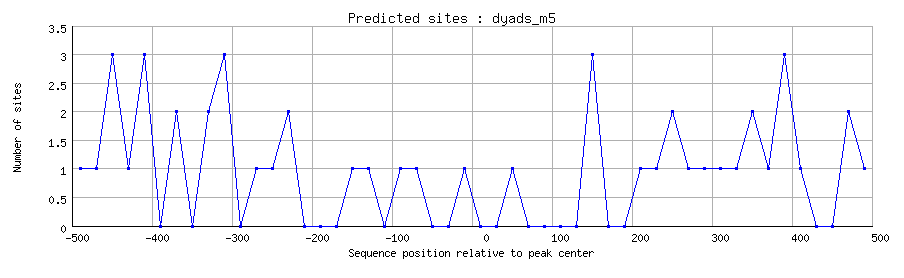 Predicted sites : dyads_m5
3.5
3
2.5
2
1.5
1
0.5
0
Number of sites
-500 -400 -300 -200 -100 0 100 200 300 400 500
Sequence position relative to peak center